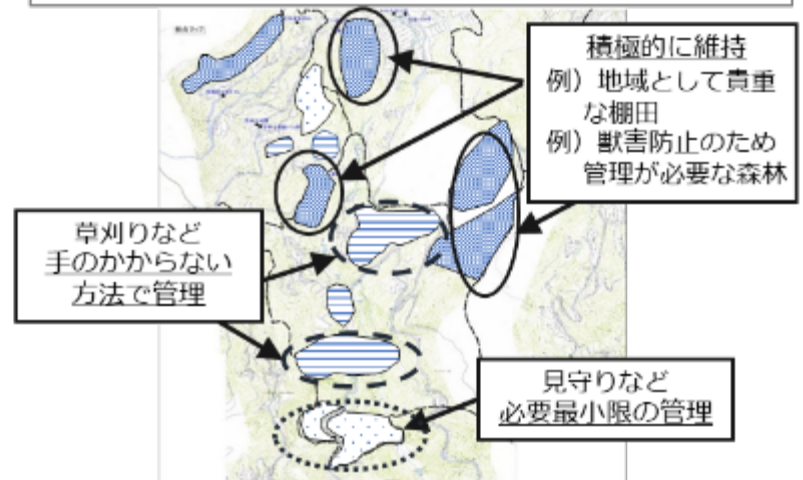 積極的に維持
例）地域として貴重
な棚田
例）獣害防止のため
管理が必要な森林
草刈りなど
手のかからない
方法で管理
見守りなど
必要最小限の管理